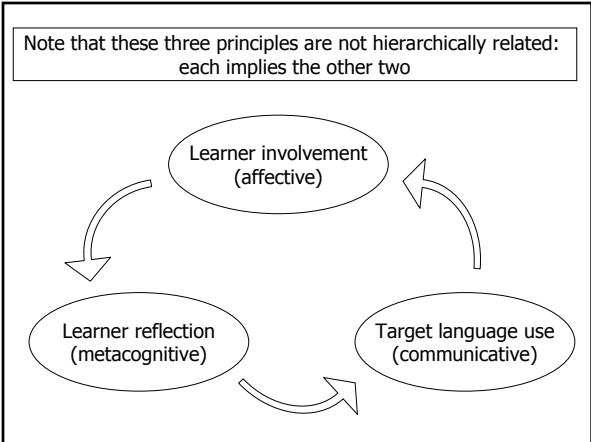 Note that these three principles are not hierarchically related:
each implies the other two
Learner involvement
(affective)
Learner reflection
(metacognitive)
Target language use
(communicative)